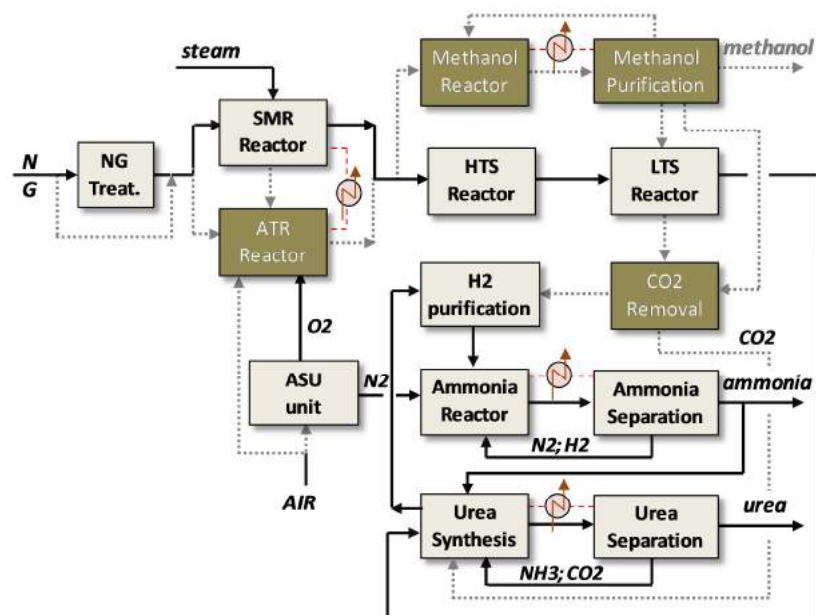 steam
Methanol
Reactor
Methanol
Purification
methanol
SMR
Reactor
N
G
NG
Treat.
HTS
Reactor
LTS
Reactor
ATR
Reactor
H2
purification
CO2
Removal
O2
CO2
ASU
unit
N2
Ammonia
Reactor
Ammonia
Separation
ammonia
N2; H2
AIR
Urea
Synthesis
Urea
Separation
urea
NH3; CO2